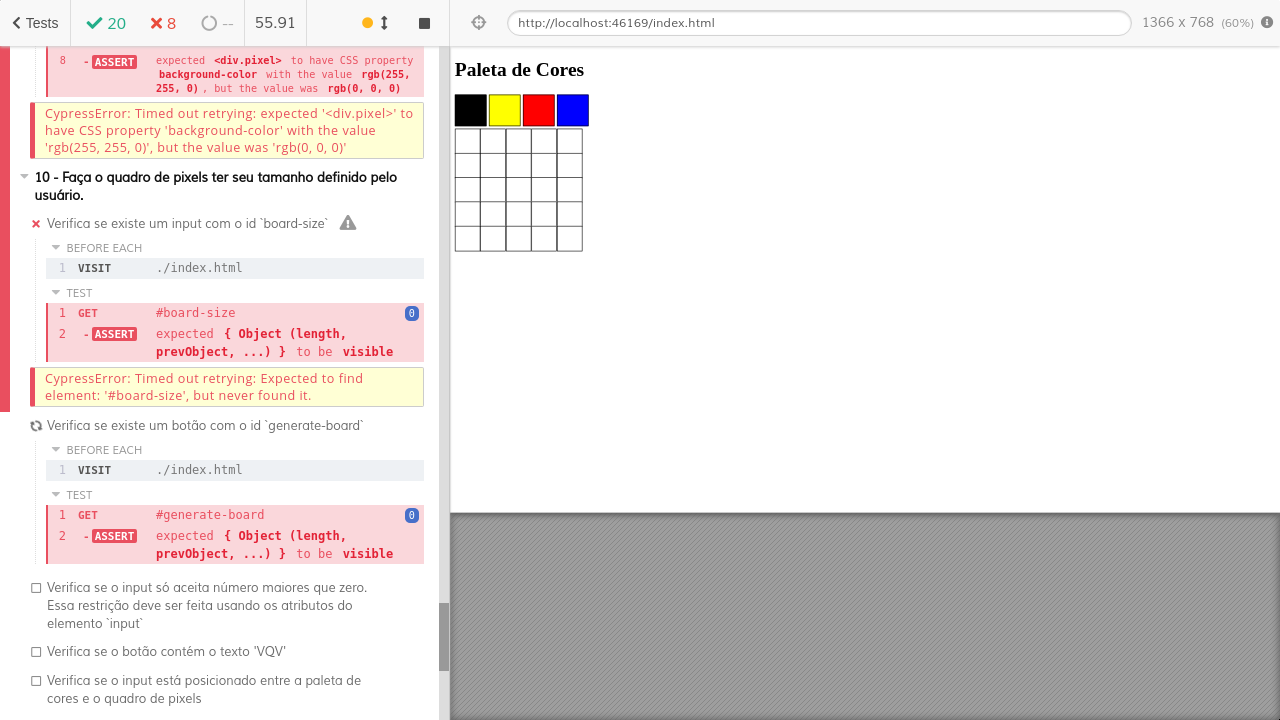 Tests 20 8 -- 55.91 http://localhost:46169/index.html 1366 x 768 (60%)
8 - ASSERT expected <div.pixel> to have CSS property
background-color with the value rgb(255,
255, 0) , but the value was rgb(0, 0, 0)
CypressError: Timed out retrying: expected '<div.pixel>' to
have CSS property 'background-color' with the value
'rgb(255, 255, 0)', but the value was 'rgb(0, 0, 0)'
10 - Faça o quadro de pixels ter seu tamanho definido pelo
usuário.
Verifica se existe um input com o id `board-size`
BEFORE EACH
1 VISIT ./index.html
TEST
1 GET #board-size 0
2 - ASSERT expected { Object (length,
prevObject, ...) } to be visible
CypressError: Timed out retrying: Expected to find
element: '#board-size', but never found it.
Verifica se existe um botão com o id `generate-board`
BEFORE EACH
1 VISIT ./index.html
TEST
1 GET #generate-board 0
2 - ASSERT expected { Object (length,
prevObject, ...) } to be visible
Verifica se o input só aceita número maiores que zero.
Essa restrição deve ser feita usando os atributos do
elemento `input`
Verifica se o botão contém o texto 'VQV'
Verifica se o input está posicionado entre a paleta de
cores e o quadro de pixels
Paleta de Cores